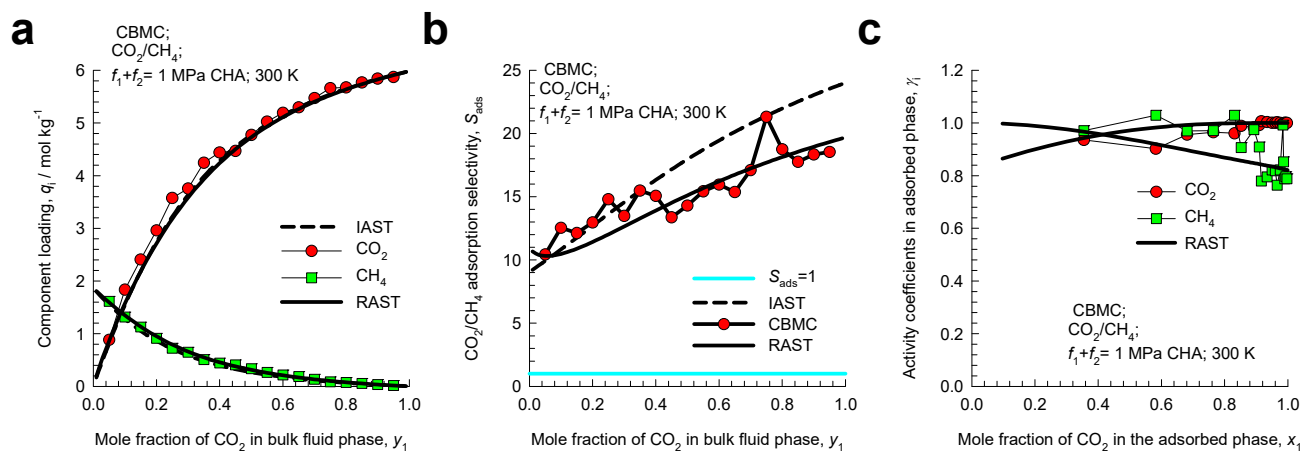 a
CBMC;
CO₂/CH₄;
f₁+f₂= 1 MPa CHA; 300 K
Component loading, qᵢ / mol kg⁻¹
6
5
4
3
2
1
0
IAST
CO₂
CH₄
RAST
0.0 0.2 0.4 0.6 0.8 1.0
Mole fraction of CO₂ in bulk fluid phase, y₁
b
CBMC;
CO₂/CH₄;
f₁+f₂= 1 MPa CHA; 300 K
CO₂/CH₄ adsorption selectivity, S_ads
25
20
15
10
5
0
S_ads=1
IAST
CBMC
RAST
0.0 0.2 0.4 0.6 0.8 1.0
Mole fraction of CO₂ in bulk fluid phase, y₁
c
Activity coefficients in adsorbed phase, γᵢ
1.2
1.0
0.8
0.6
0.4
0.2
0.0
CO₂
CH₄
RAST
CBMC;
CO₂/CH₄;
f₁+f₂= 1 MPa CHA; 300 K
0.0 0.2 0.4 0.6 0.8 1.0
Mole fraction of CO₂ in the adsorbed phase, x₁